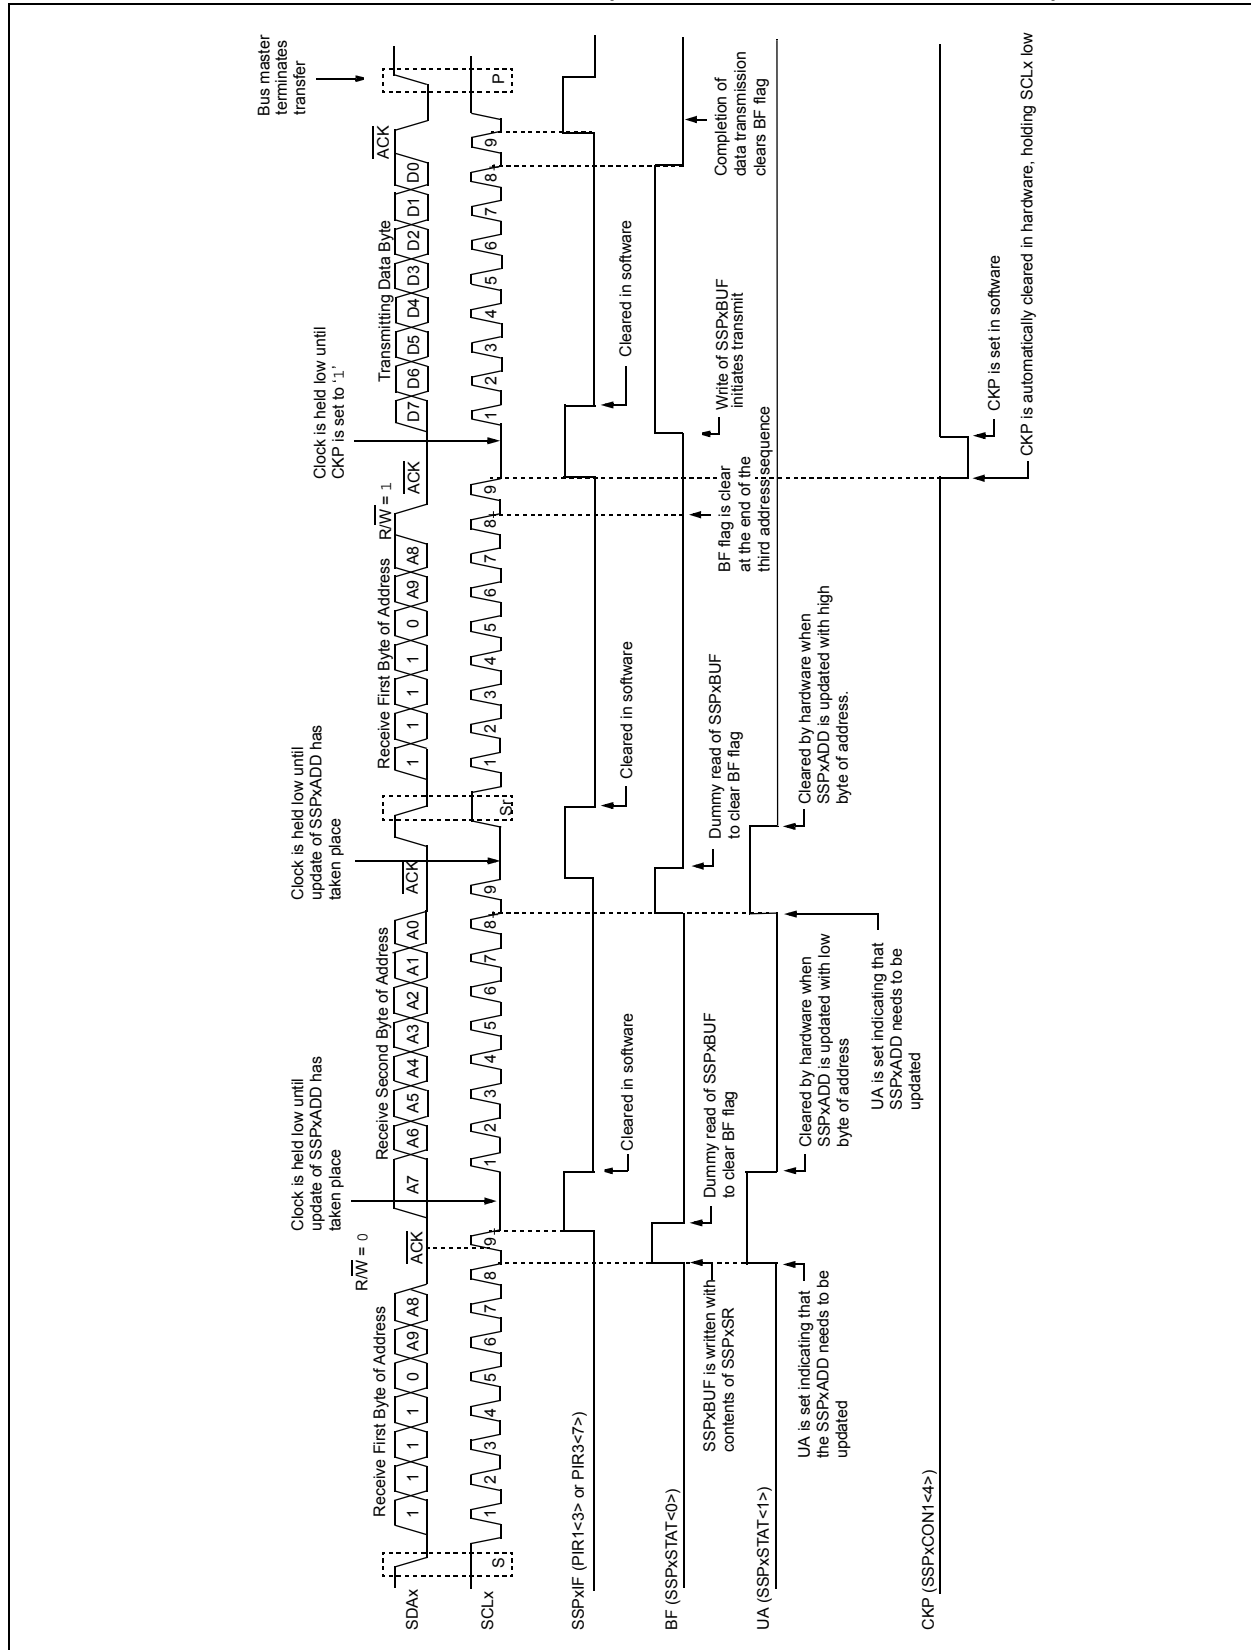 Bus master
terminates
transfer
Clock is held low until
CKP is set to ‘1’
Clock is held low until
update of SSPxADD has
taken place
Clock is held low until
update of SSPxADD has
taken place
R/W = 0
R/W = 1
Receive First Byte of Address
Receive Second Byte of Address
Receive First Byte of Address
Transmitting Data Byte
ACK
ACK
ACK
ACK
SDAx
1 1 1 1 0 A9 A8
A7 A6 A5 A4 A3 A2 A1 A0
1 1 1 1 0 A9 A8
D7 D6 D5 D4 D3 D2 D1 D0
SCLx
S 1 2 3 4 5 6 7 8 9
1 2 3 4 5 6 7 8 9
Sr 1 2 3 4 5 6 7 8 9
1 2 3 4 5 6 7 8 9 P
SSPxIF (PIR1<3> or PIR3<7>)
Cleared in software
Cleared in software
Cleared in software
BF (SSPxSTAT<0>)
SSPxBUF is written with
contents of SSPxSR
Dummy read of SSPxBUF
to clear BF flag
Dummy read of SSPxBUF
to clear BF flag
BF flag is clear
at the end of the
third address sequence
Write of SSPxBUF
initiates transmit
Completion of
data transmission
clears BF flag
UA (SSPxSTAT<1>)
UA is set indicating that
the SSPxADD needs to be
updated
Cleared by hardware when
SSPxADD is updated with low
byte of address
UA is set indicating that
SSPxADD needs to be
updated
Cleared by hardware when
SSPxADD is updated with high
byte of address.
CKP (SSPxCON1<4>)
CKP is set in software
CKP is automatically cleared in hardware, holding SCLx low